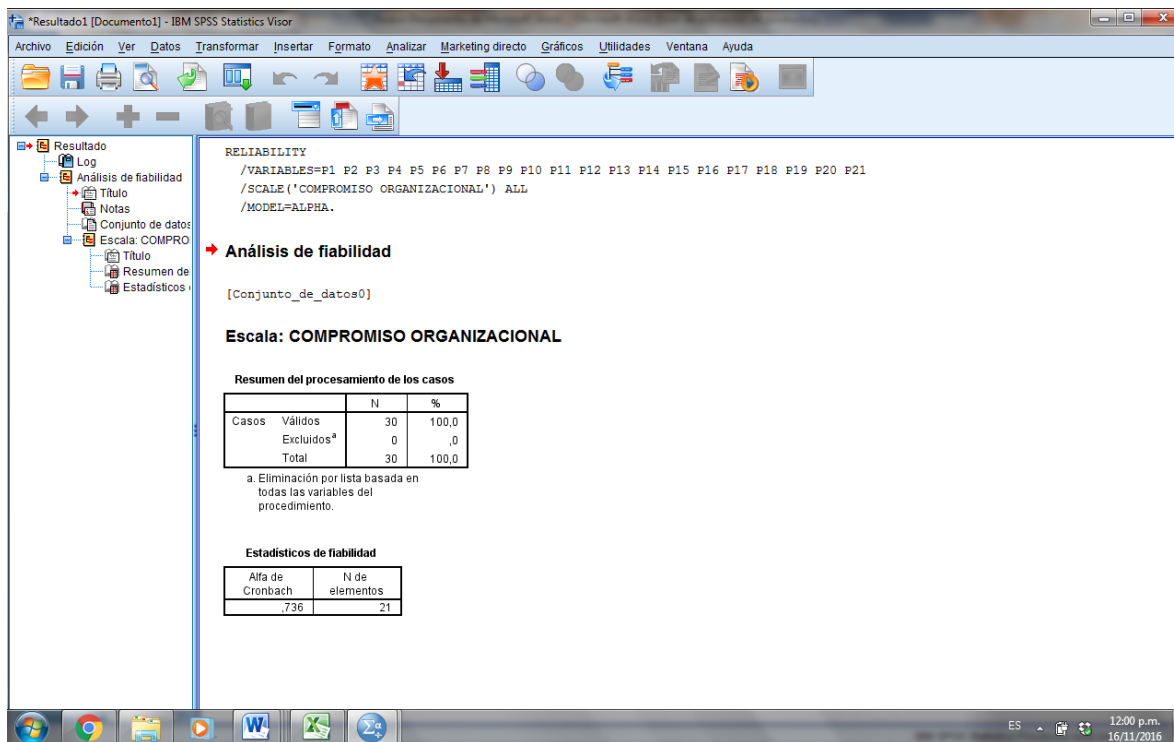 *Resultado1 [Documento1] - IBM SPSS Statistics Visor
Archivo Edición Ver Datos Transformar Insertar Formato Analizar Marketing directo Gráficos Utilidades Ventana Ayuda
Resultado
Log
Análisis de fiabilidad
Título
Notas
Conjunto de datos
Escala: COMPRO
Título
Resumen de
Estadísticos
RELIABILITY
/VARIABLES=P1 P2 P3 P4 P5 P6 P7 P8 P9 P10 P11 P12 P13 P14 P15 P16 P17 P18 P19 P20 P21
/SCALE('COMPROMISO ORGANIZACIONAL') ALL
/MODEL=ALPHA.
Análisis de fiabilidad
[Conjunto_de_datos0]
Escala: COMPROMISO ORGANIZACIONAL
Resumen del procesamiento de los casos
N %
Casos Válidos 30 100,0
Excluidos a 0 ,0
Total 30 100,0
a. Eliminación por lista basada en
todas las variables del
procedimiento.
Estadísticos de fiabilidad
Alfa de Cronbach N de elementos
,736 21
ES
12:00 p.m.
16/11/2016